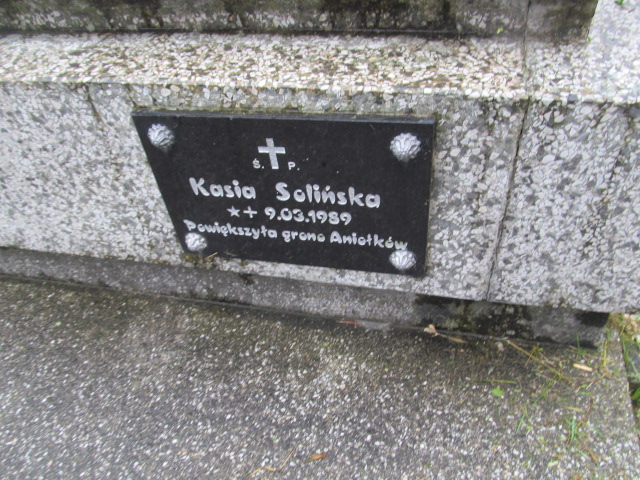 Ś. † P.
Kasia Solińska
*+ 9.03.1989
Powiększyła grono Aniołków